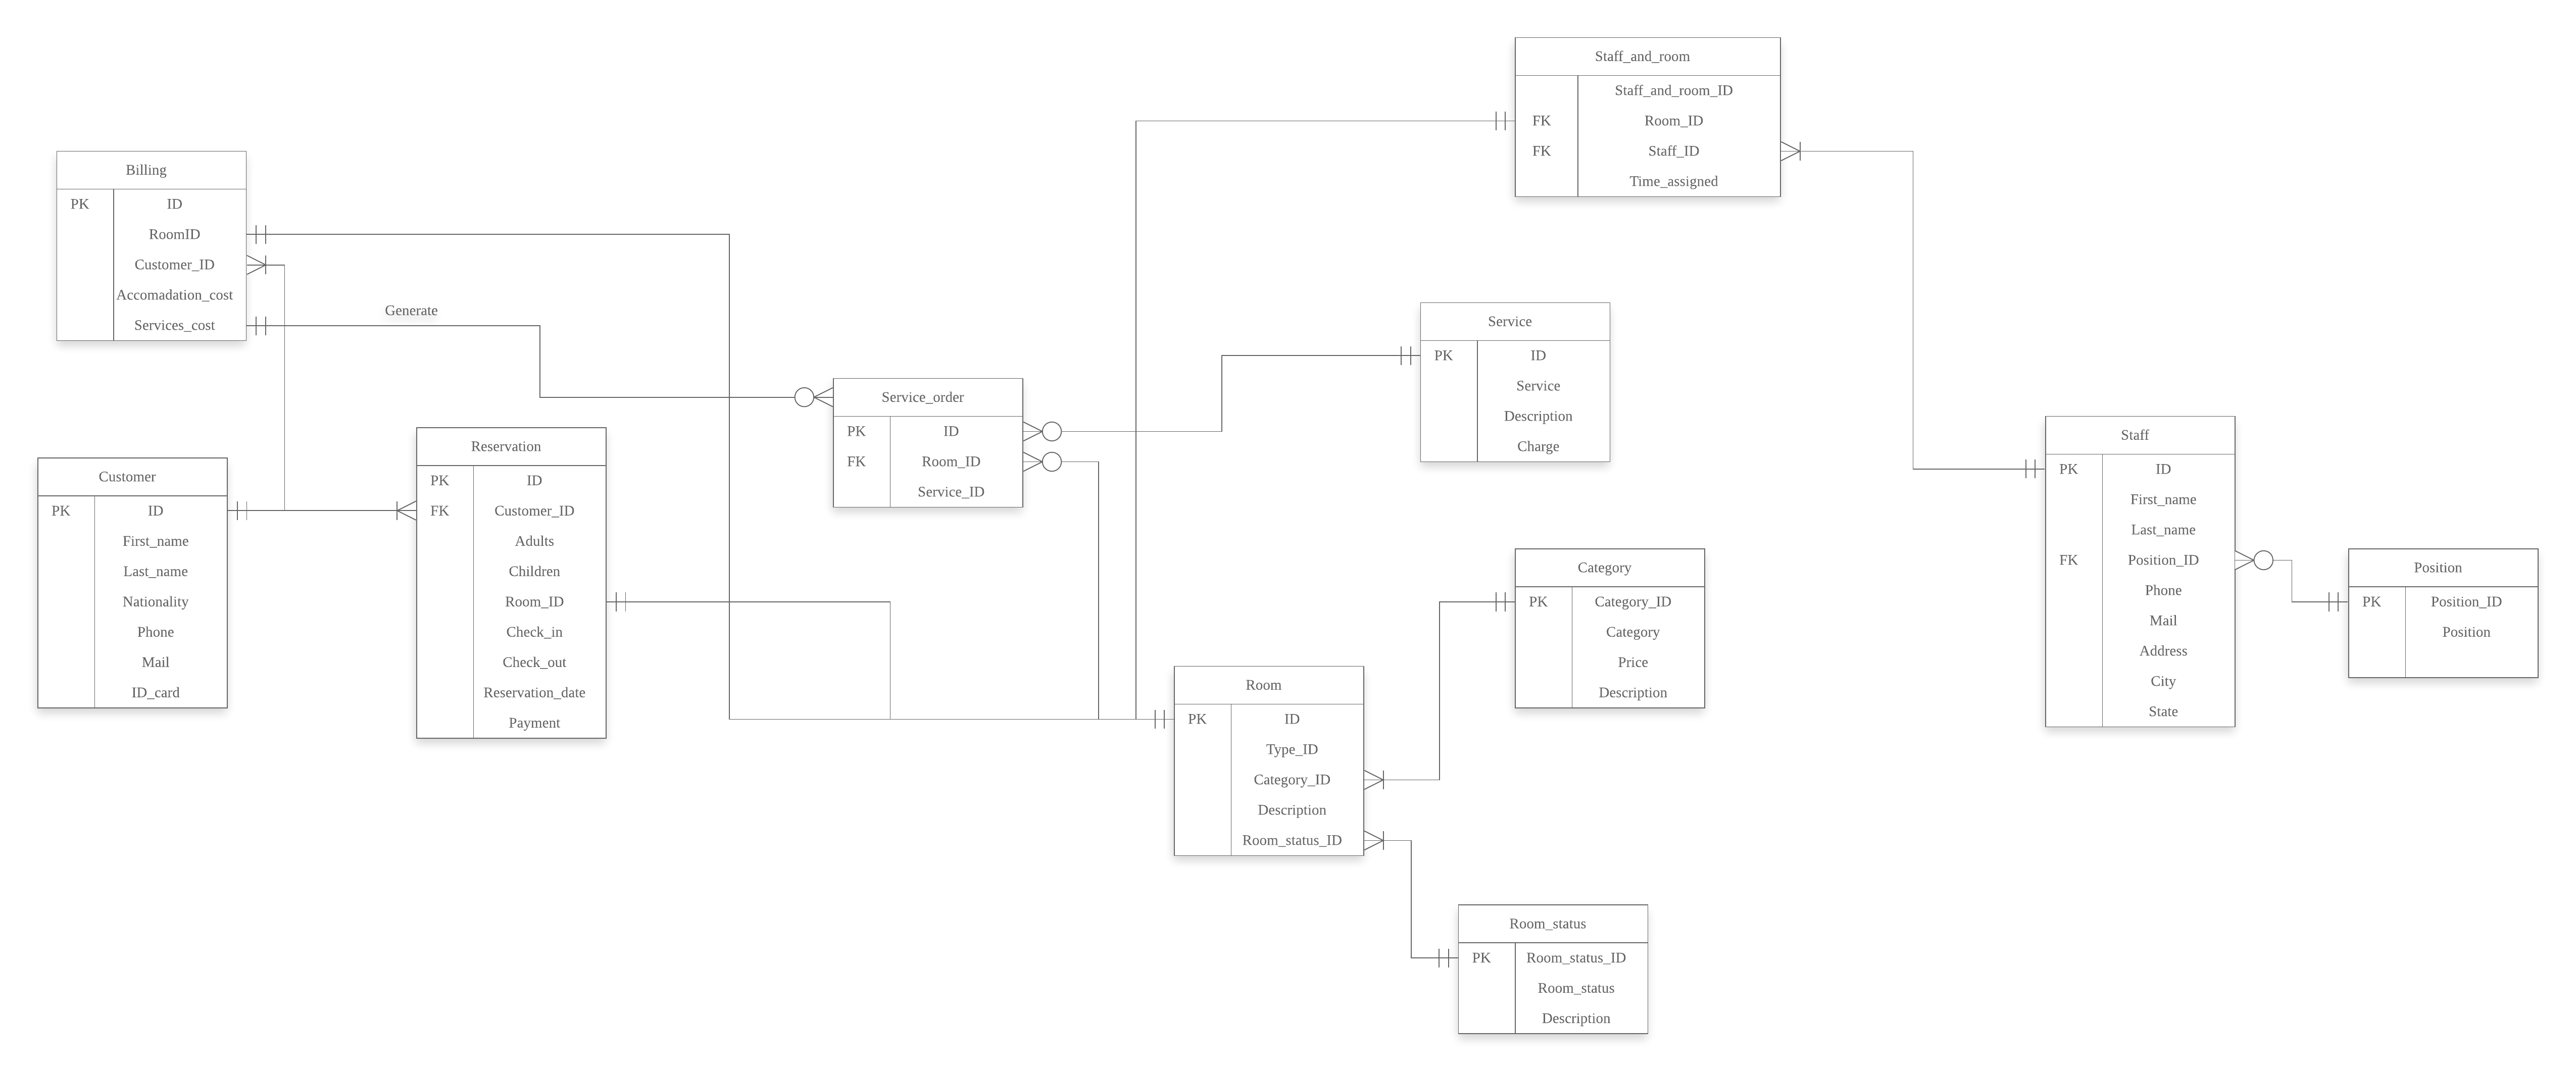 Staff_and_room
Staff_and_room_ID
FK Room_ID
FK Staff_ID
Time_assigned
Billing
PK ID
RoomID
Customer_ID
Accomadation_cost
Services_cost
Generate
Service
PK ID
Service
Description
Charge
Service_order
PK ID
FK Room_ID
Service_ID
Customer
PK ID
First_name
Last_name
Nationality
Phone
Mail
ID_card
Reservation
PK ID
FK Customer_ID
Adults
Children
Room_ID
Check_in
Check_out
Reservation_date
Payment
Staff
PK ID
First_name
Last_name
FK Position_ID
Phone
Mail
Address
City
State
Position
PK Position_ID
Position
Category
PK Category_ID
Category
Price
Description
Room
PK ID
Type_ID
Category_ID
Description
Room_status_ID
Room_status
PK Room_status_ID
Room_status
Description